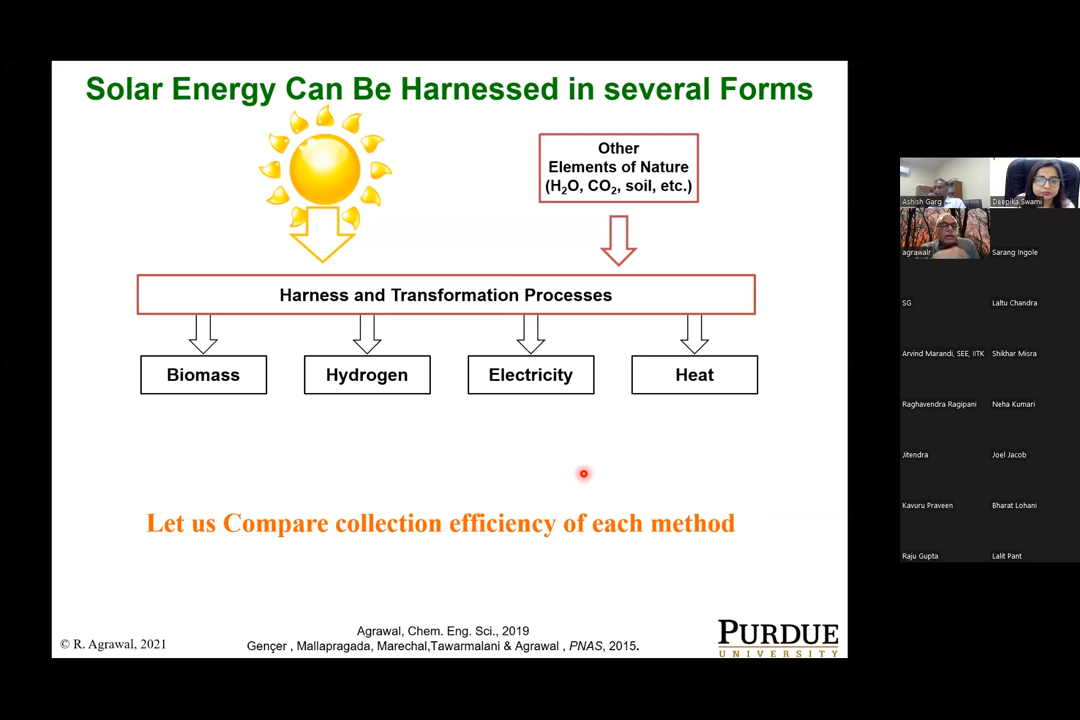 Solar Energy Can Be Harnessed in several Forms
Other
Elements of Nature
(H₂O, CO₂, soil, etc.)
Harness and Transformation Processes
Biomass
Hydrogen
Electricity
Heat
Let us Compare collection efficiency of each method
© R. Agrawal, 2021
Agrawal, Chem. Eng. Sci., 2019
Gençer , Mallapragada, Marechal,Tawarmalani & Agrawal , PNAS, 2015.
PURDUE
UNIVERSITY
Ashish Garg
Deepika Swami
agrawalr
Sarang Ingole
SG
Laltu Chandra
Arvind Marandi, SEE, IITK
Shikhar Misra
Raghavendra Ragipani
Neha Kumari
Jitendra
Joel Jacob
Kavuru Praveen
Bharat Lohani
Raju Gupta
Lalit Pant